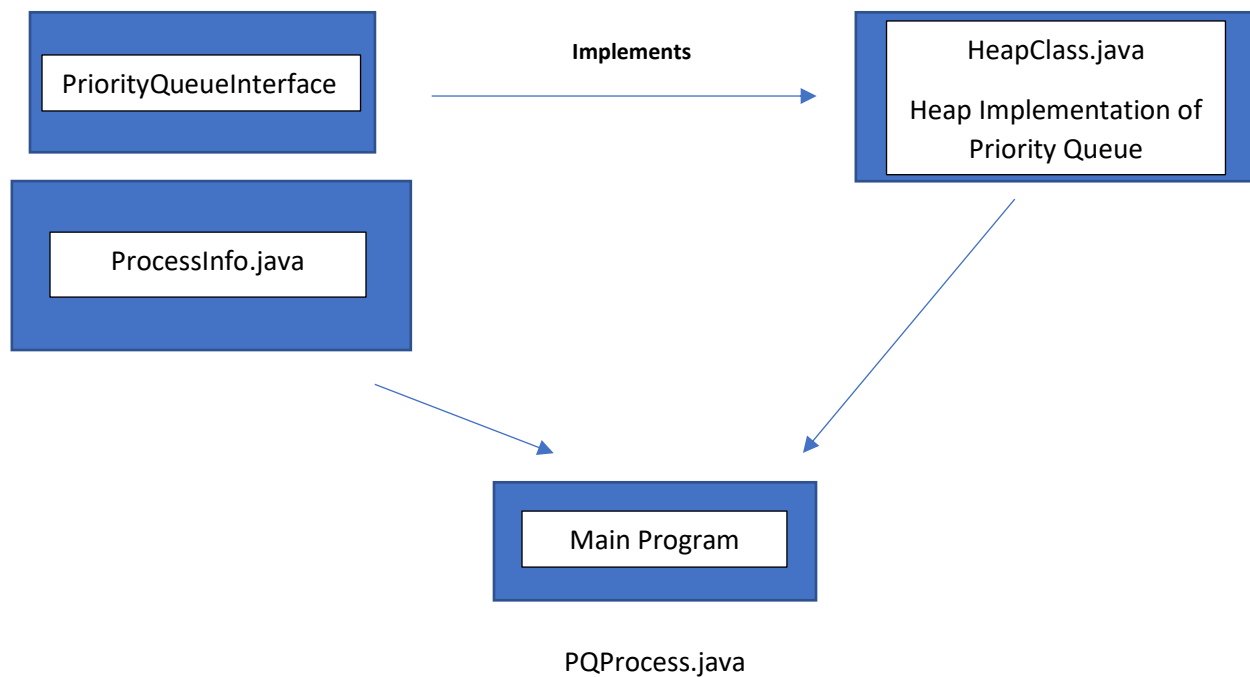 PriorityQueueInterface
Implements
HeapClass.java
Heap Implementation of
Priority Queue
ProcessInfo.java
Main Program
PQProcess.java